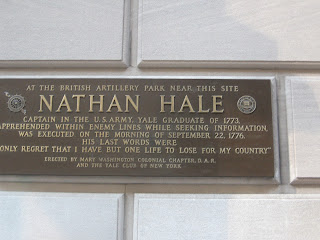 AT THE BRITISH ARTILLERY PARK NEAR THIS SITE
NATHAN HALE
CAPTAIN IN THE U.S. ARMY, YALE GRADUATE OF 1773,
APPREHENDED WITHIN ENEMY LINES WHILE SEEKING INFORMATION,
WAS EXECUTED ON THE MORNING OF SEPTEMBER 22, 1776.
HIS LAST WORDS WERE
ONLY REGRET THAT I HAVE BUT ONE LIFE TO LOSE FOR MY COUNTRY"
ERECTED BY MARY WASHINGTON COLONIAL CHAPTER, D.A.R.
AND THE YALE CLUB OF NEW YORK